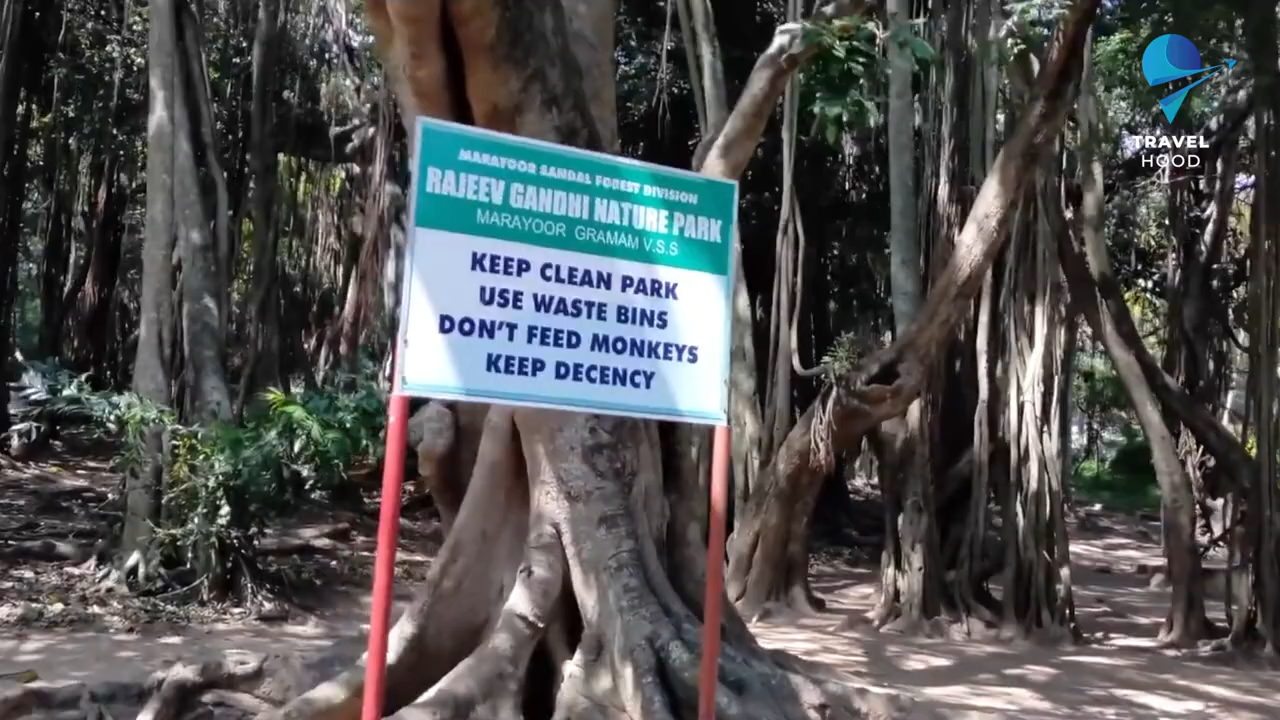 MARAYOOR SANDAL FOREST DIVISION
RAJEEV GANDHI NATURE PARK
MARAYOOR GRAMAM V.S.S
KEEP CLEAN PARK
USE WASTE BINS
DON'T FEED MONKEYS
KEEP DECENCY
TRAVEL
HOOD